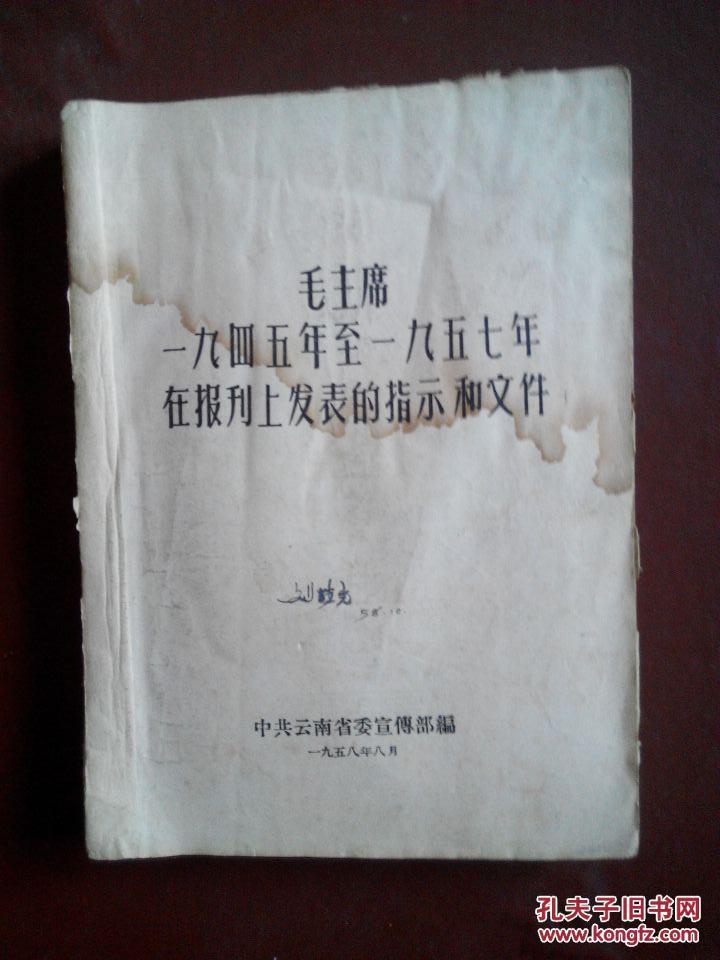 毛主席
一九四五年至一九五七年
在报刊上发表的指示和文件
刘
中共云南省委宣傳部編
一九五八年八月
孔夫子旧书网
www.kongfz.com